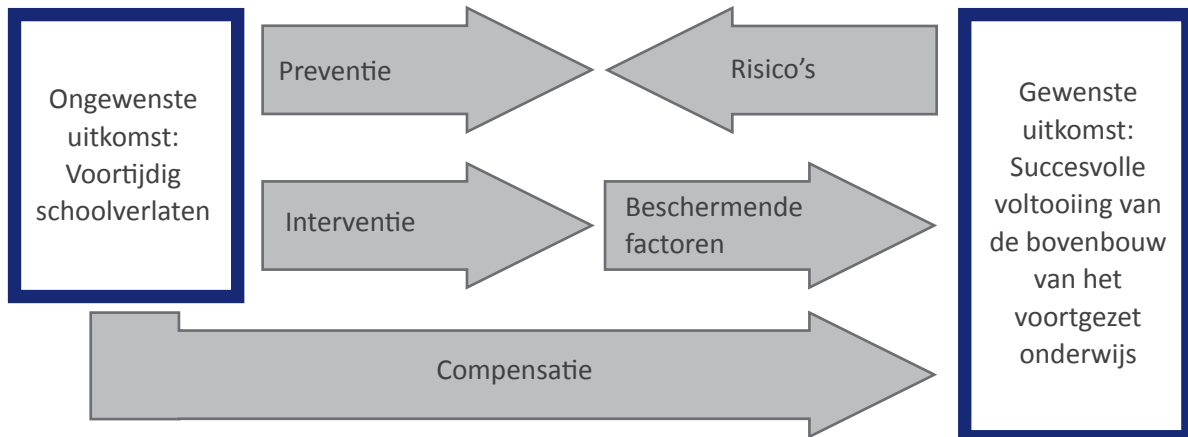 Ongewenste
uitkomst:
Voortijdig
schoolverlaten
Preventie
Risico’s
Interventie
Beschermende
factoren
Compensatie
Gewenste
uitkomst:
Succesvolle
voltooiing van
de bovenbouw
van het
voortgezet
onderwijs